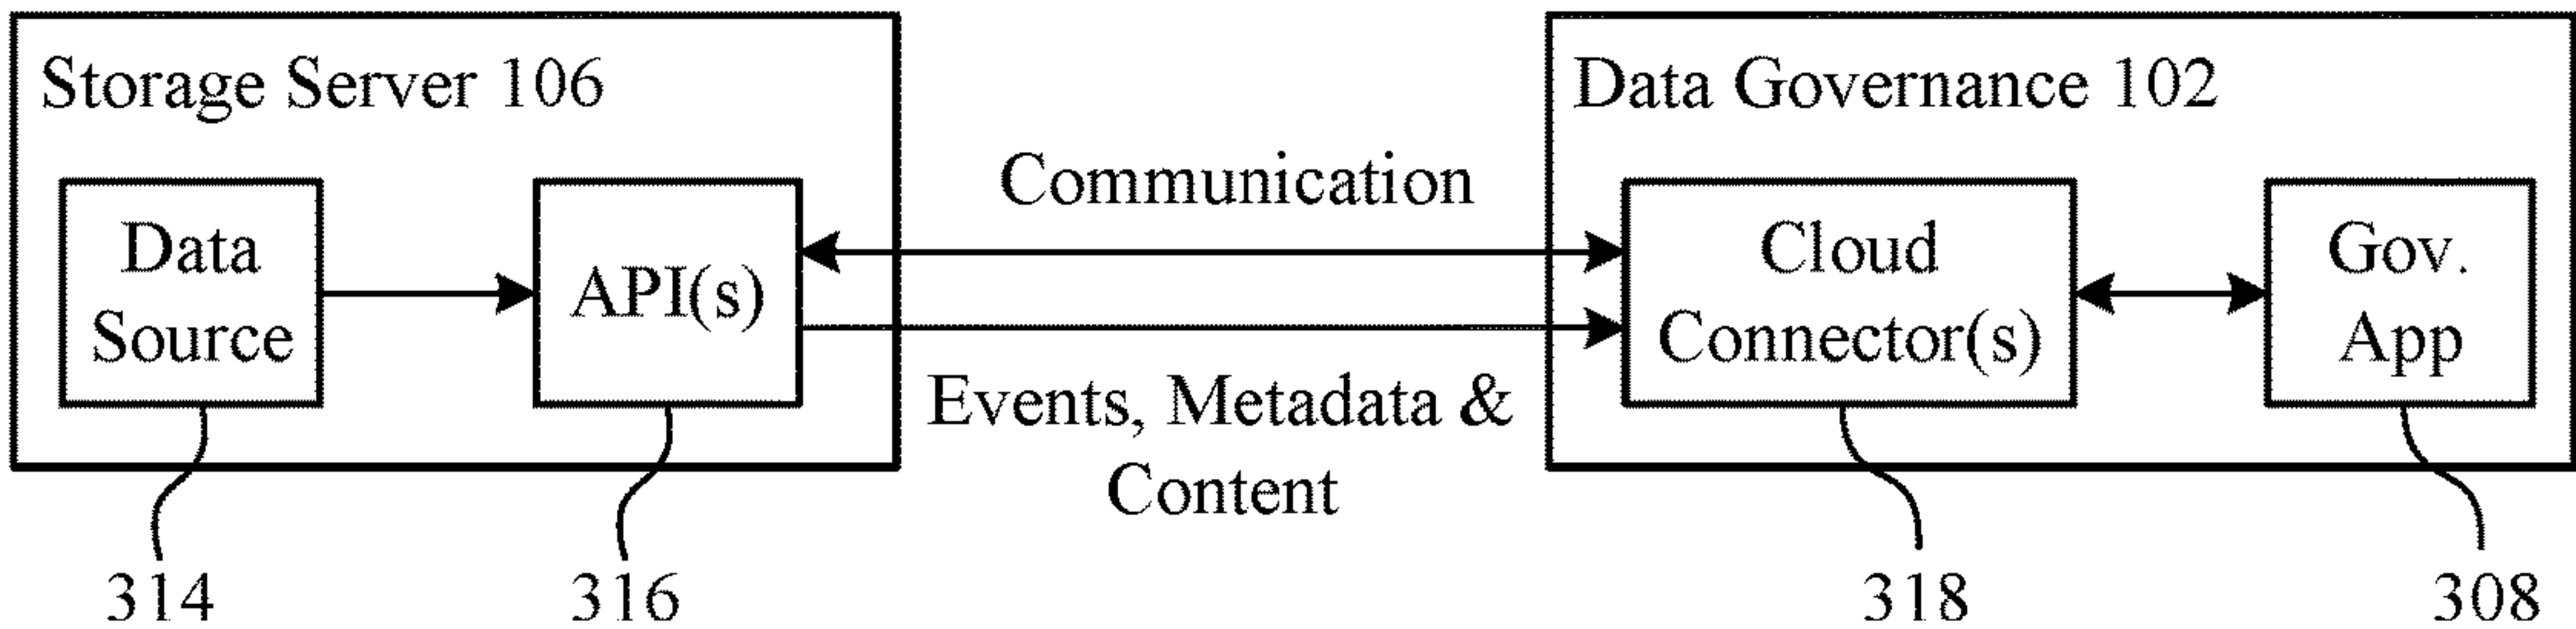 Storage Server 106
Data Governance 102
Data
Source
API(s)
Communication
Events, Metadata &
Content
Cloud
Connector(s)
Gov.
App
314
316
318
308